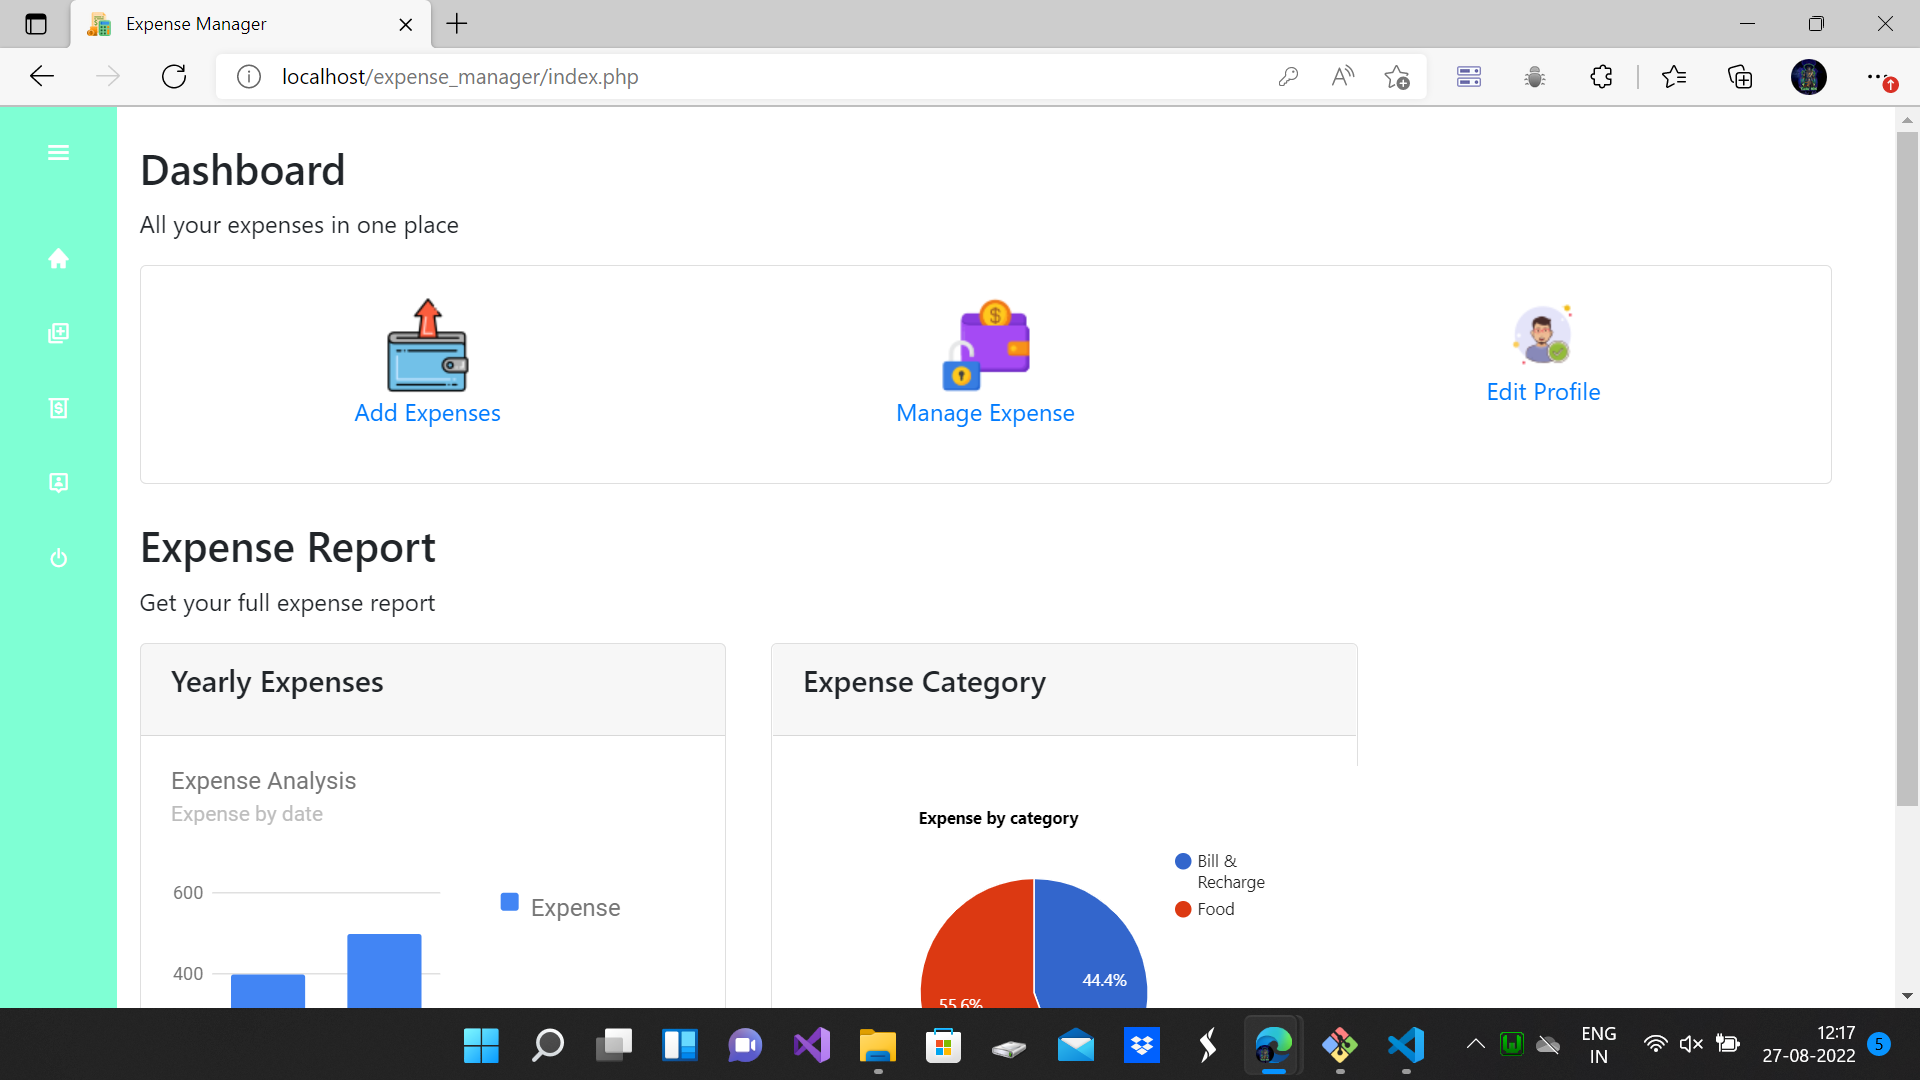 Expense Manager
localhost/expense_manager/index.php
Dashboard
All your expenses in one place
Add Expenses
Manage Expense
Edit Profile
Expense Report
Get your full expense report
Yearly Expenses
Expense Category
Expense Analysis
Expense by date
Expense by category
Bill &
Recharge
Food
600
Expense
400
44.4%
55.6%
ENG
IN
12:17
27-08-2022
5